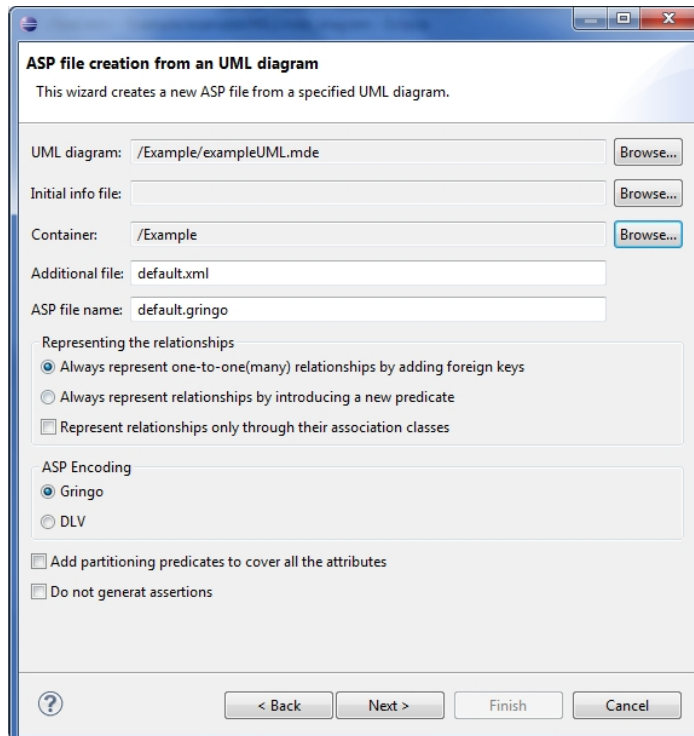 ASP file creation from an UML diagram
This wizard creates a new ASP file from a specified UML diagram.
UML diagram: /Example/exampleUML.mde Browse...
Initial info file: Browse...
Container: /Example Browse...
Additional file: default.xml
ASP file name: default.gringo
Representing the relationships
Always represent one-to-one(many) relationships by adding foreign keys
Always represent relationships by introducing a new predicate
Represent relationships only through their association classes
ASP Encoding
Gringo
DLV
Add partitioning predicates to cover all the attributes
Do not generat assertions
? < Back Next > Finish Cancel